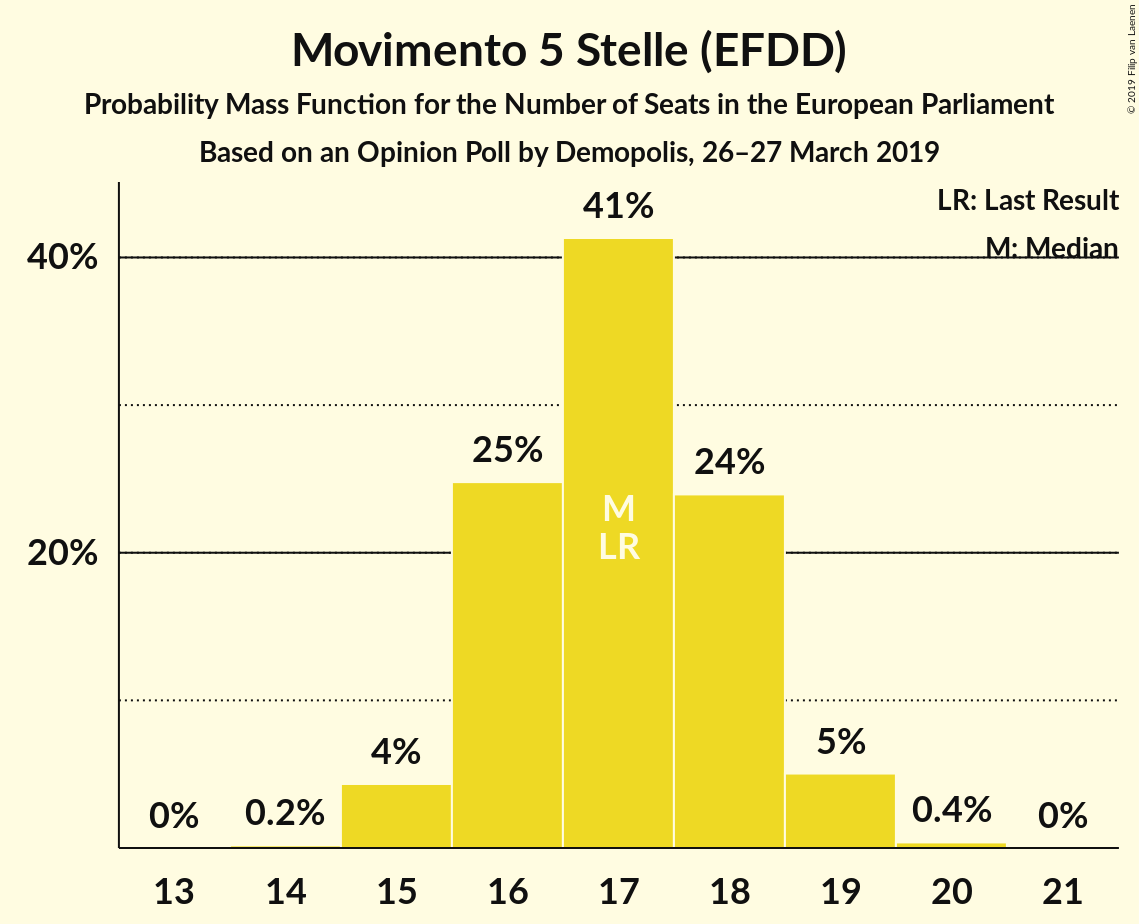 Movimento 5 Stelle (EFDD)
Probability Mass Function for the Number of Seats in the European Parliament
Based on an Opinion Poll by Demopolis, 26–27 March 2019
© 2019 Filip van Laenen
LR: Last Result
M: Median
40%
20%
0%
0.2%
4%
25%
41%
24%
5%
0.4%
0%
M
LR
13 14 15 16 17 18 19 20 21